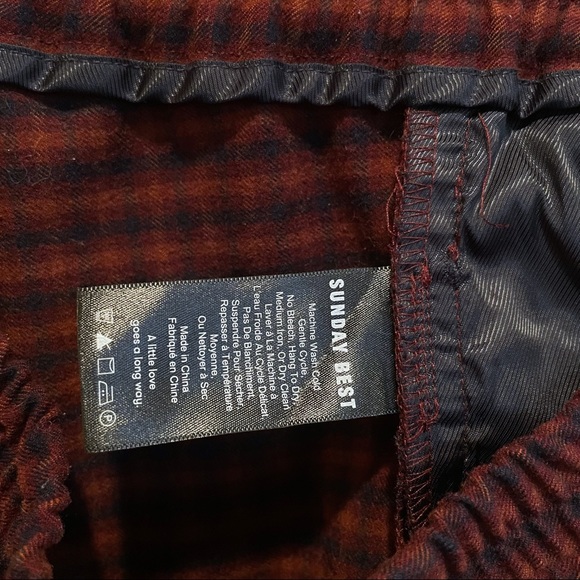 SUNDAY BEST
Machine Wash Cold
Gentle Cycle,
No Bleach, Hang To Dry,
Medium Iron, Or Dry Clean
Laver À La Machine à
L'eau Froide Au Cycle Délicat,
Pas De Blanchiment,
Suspendre Pour Sécher,
Repasser à Température
Moyenne,
Ou Nettoyer à Sec
Made in China
Fabriqué en Chine
A little love
goes a long way.
P